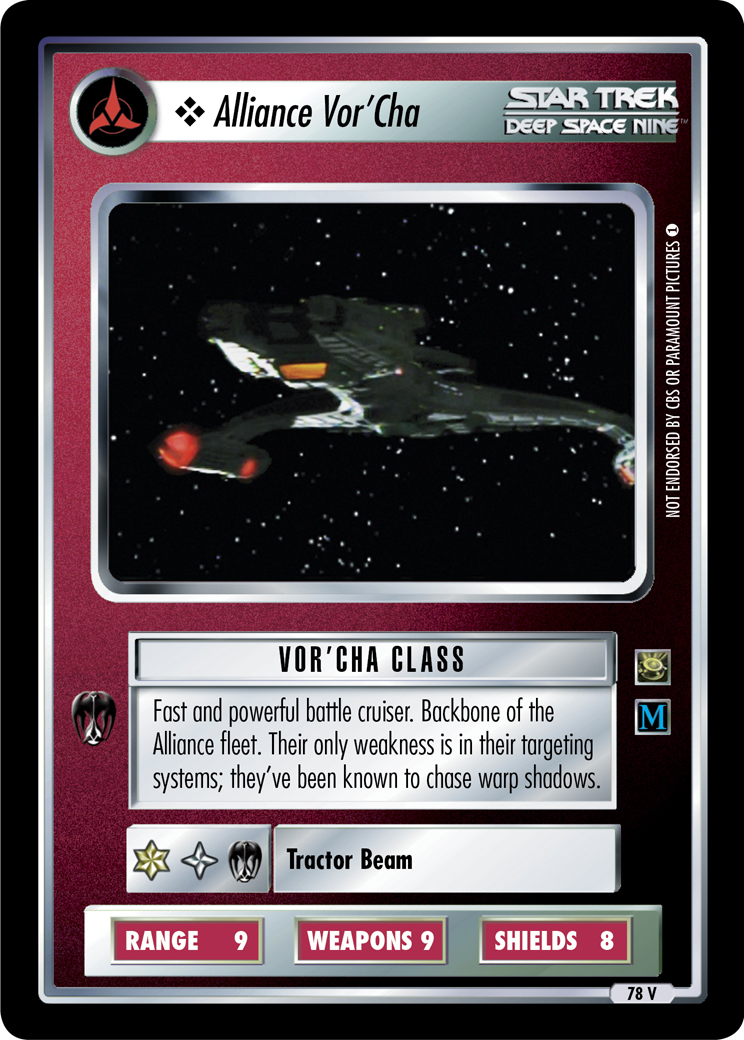 ❖ Alliance Vor'Cha
STAR TREK
DEEP SPACE NINE™
NOT ENDORSED BY CBS OR PARAMOUNT PICTURES 1
VOR'CHA CLASS
Fast and powerful battle cruiser. Backbone of the
Alliance fleet. Their only weakness is in their targeting
systems; they've been known to chase warp shadows.
M
Tractor Beam
RANGE 9 WEAPONS 9 SHIELDS 8
78 V